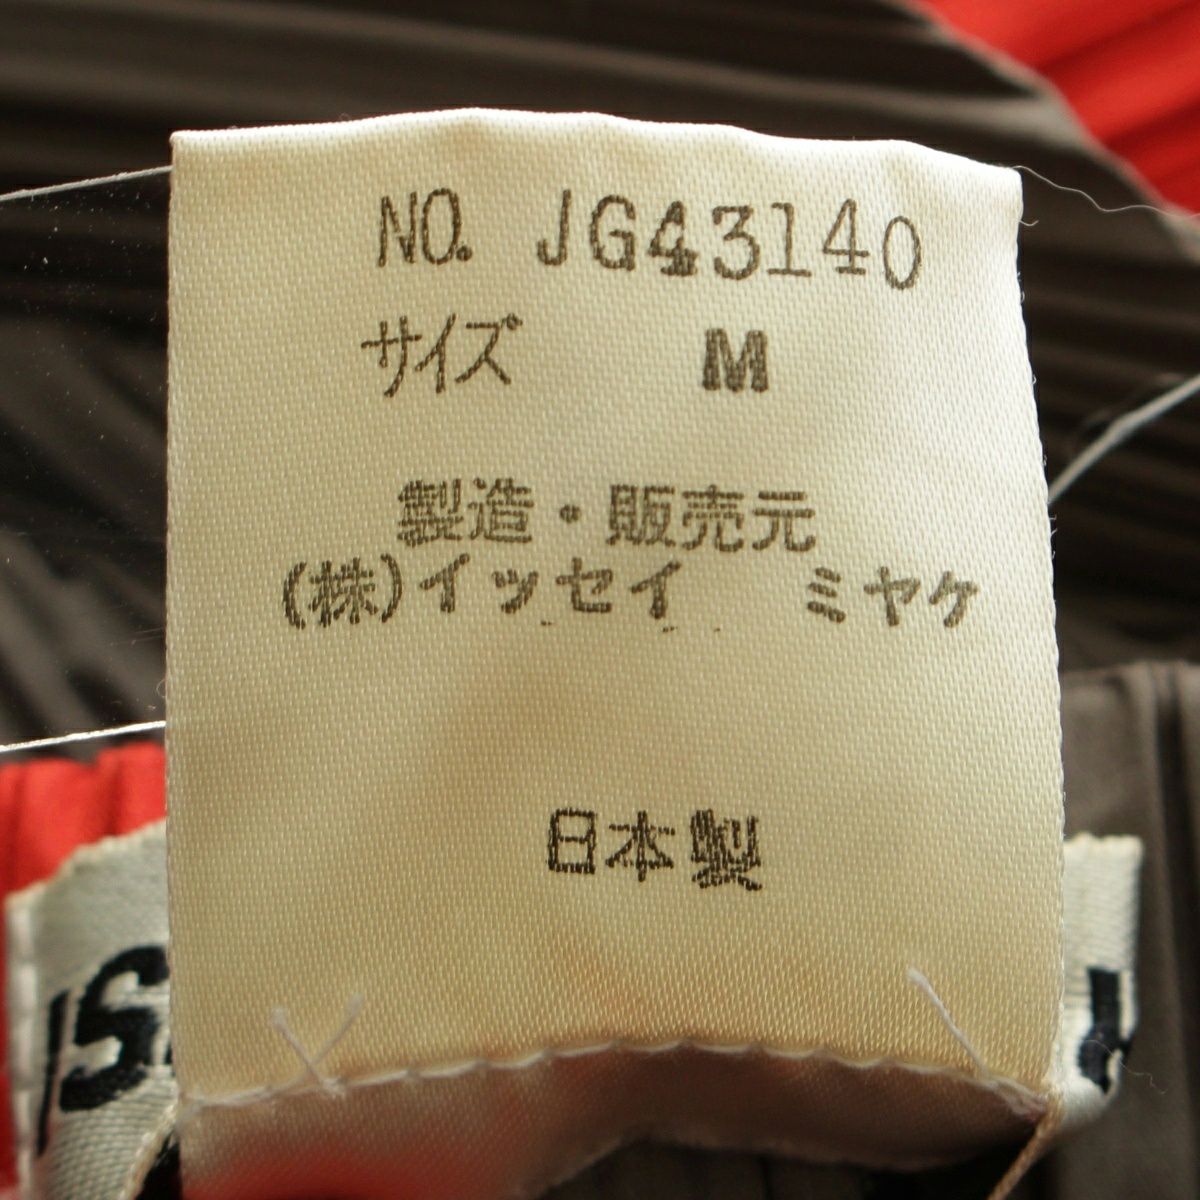 NO. JG43140
サイズ M
製造・販売元
(株)イッセイ ミヤケ
日本製